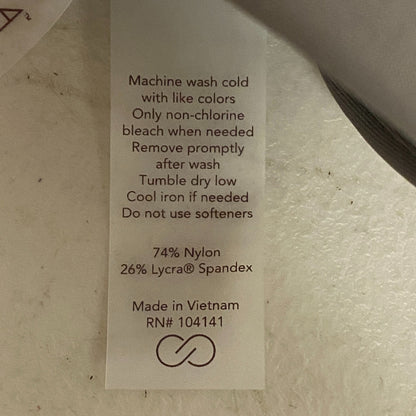 Machine wash cold
with like colors
Only non-chlorine
bleach when needed
Remove promptly
after wash
Tumble dry low
Cool iron if needed
Do not use softeners
74% Nylon
26% Lycra® Spandex
Made in Vietnam
RN# 104141